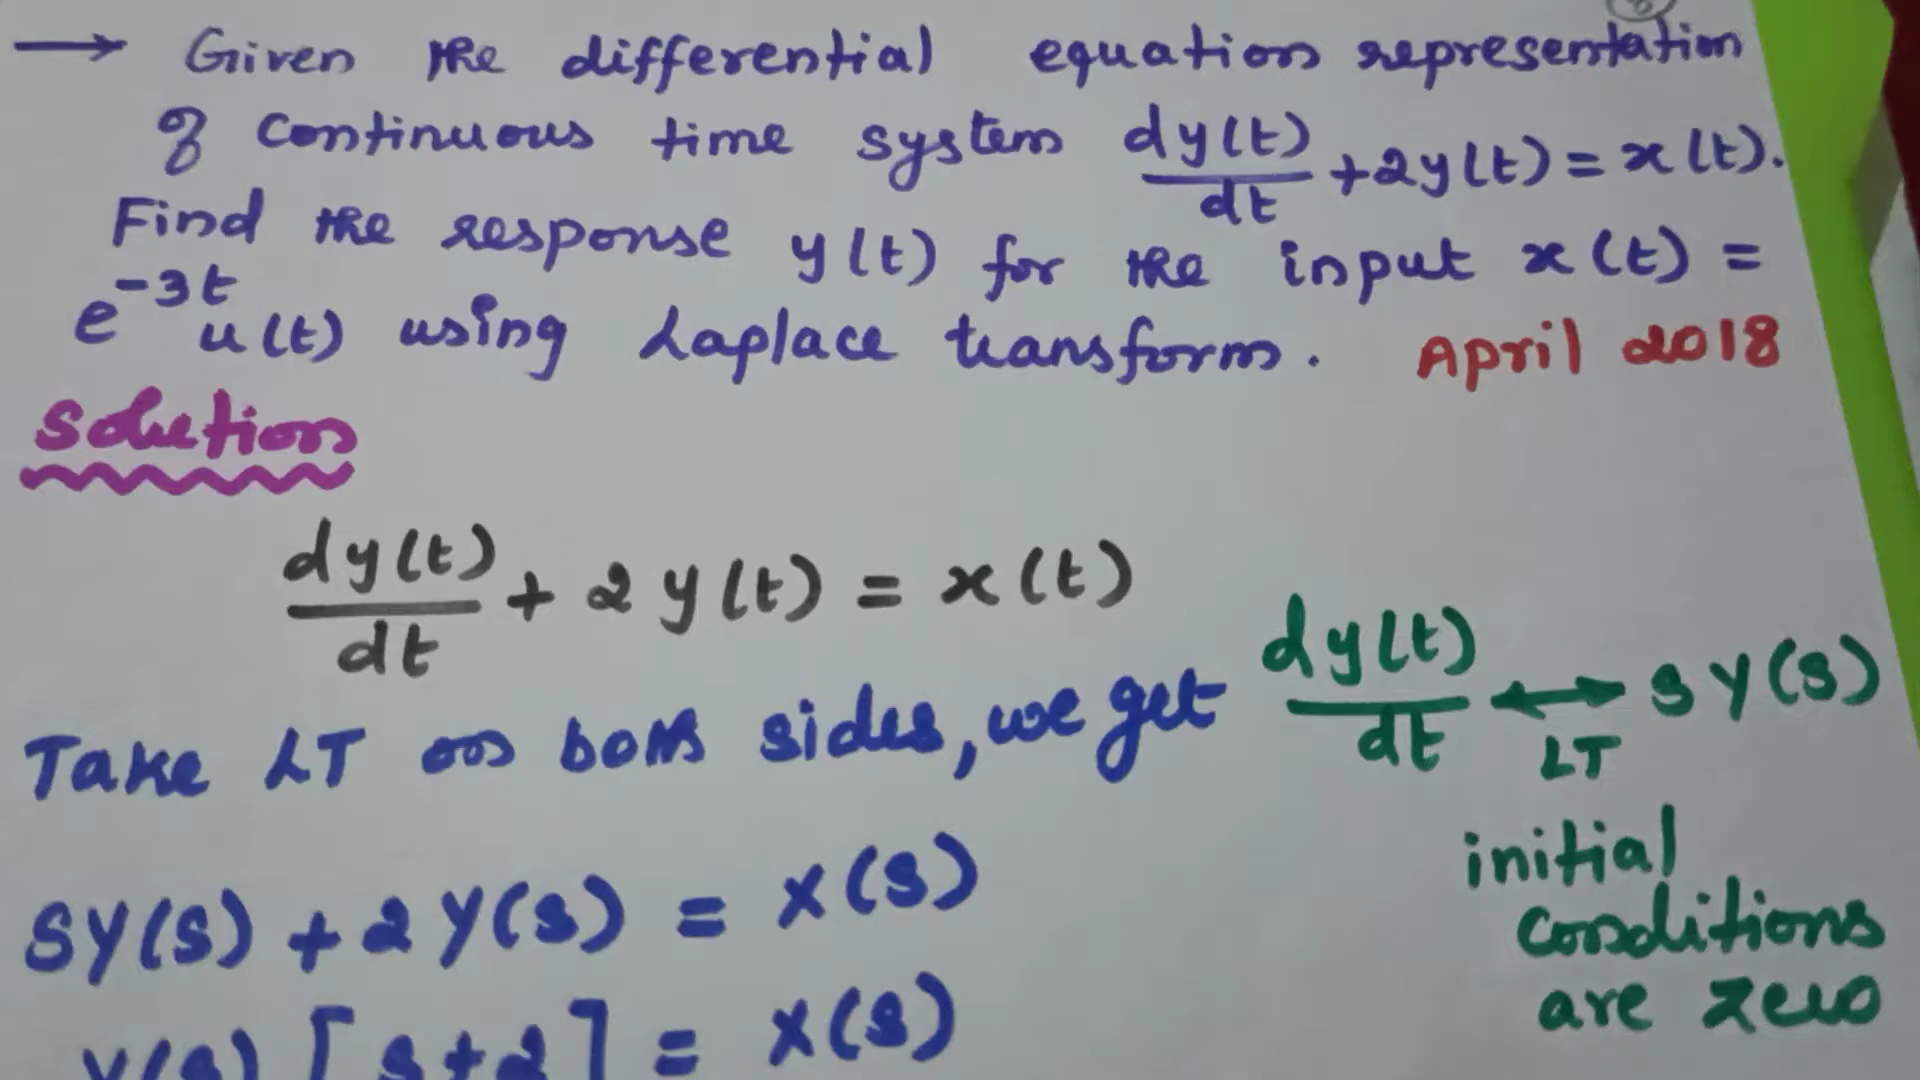 → Given the differential equation representation
of continuous time system dy(t)/dt + 2y(t) = x(t).
Find the response y(t) for the input x(t) =
e^-3t u(t) using Laplace transform. April 2018
Solution
dy(t)/dt + 2y(t) = x(t)
Take LT on both sides, we get dy(t)/dt ↔ sY(s)
LT
initial
conditions
are zero
sY(s) + 2Y(s) = X(s)
Y(s) [s+2] = X(s)